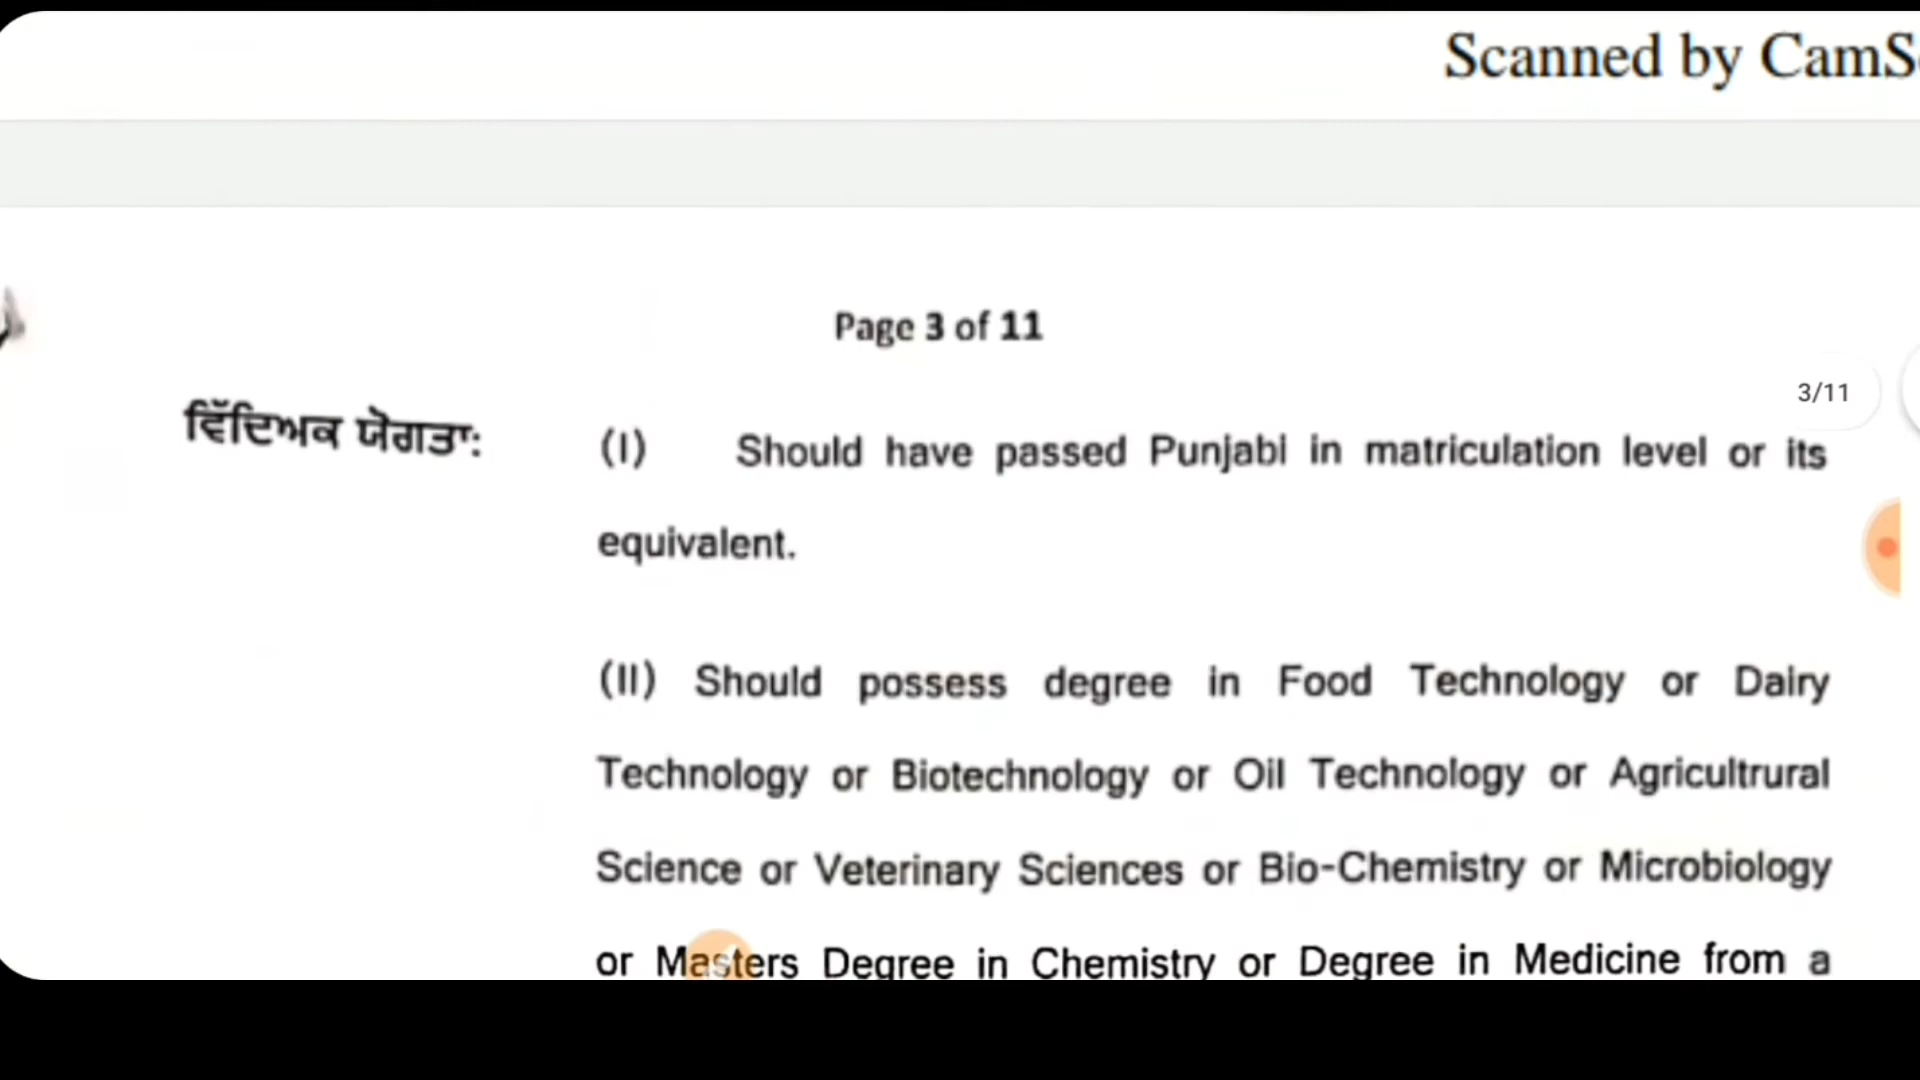 Scanned by CamS
Page 3 of 11
3/11
ਵਿੱਦਿਅਕ ਯੋਗਤਾ:
(I) Should have passed Punjabi in matriculation level or its
equivalent.
(II) Should possess degree in Food Technology or Dairy
Technology or Biotechnology or Oil Technology or Agricultrural
Science or Veterinary Sciences or Bio-Chemistry or Microbiology
or Masters Degree in Chemistry or Degree in Medicine from a